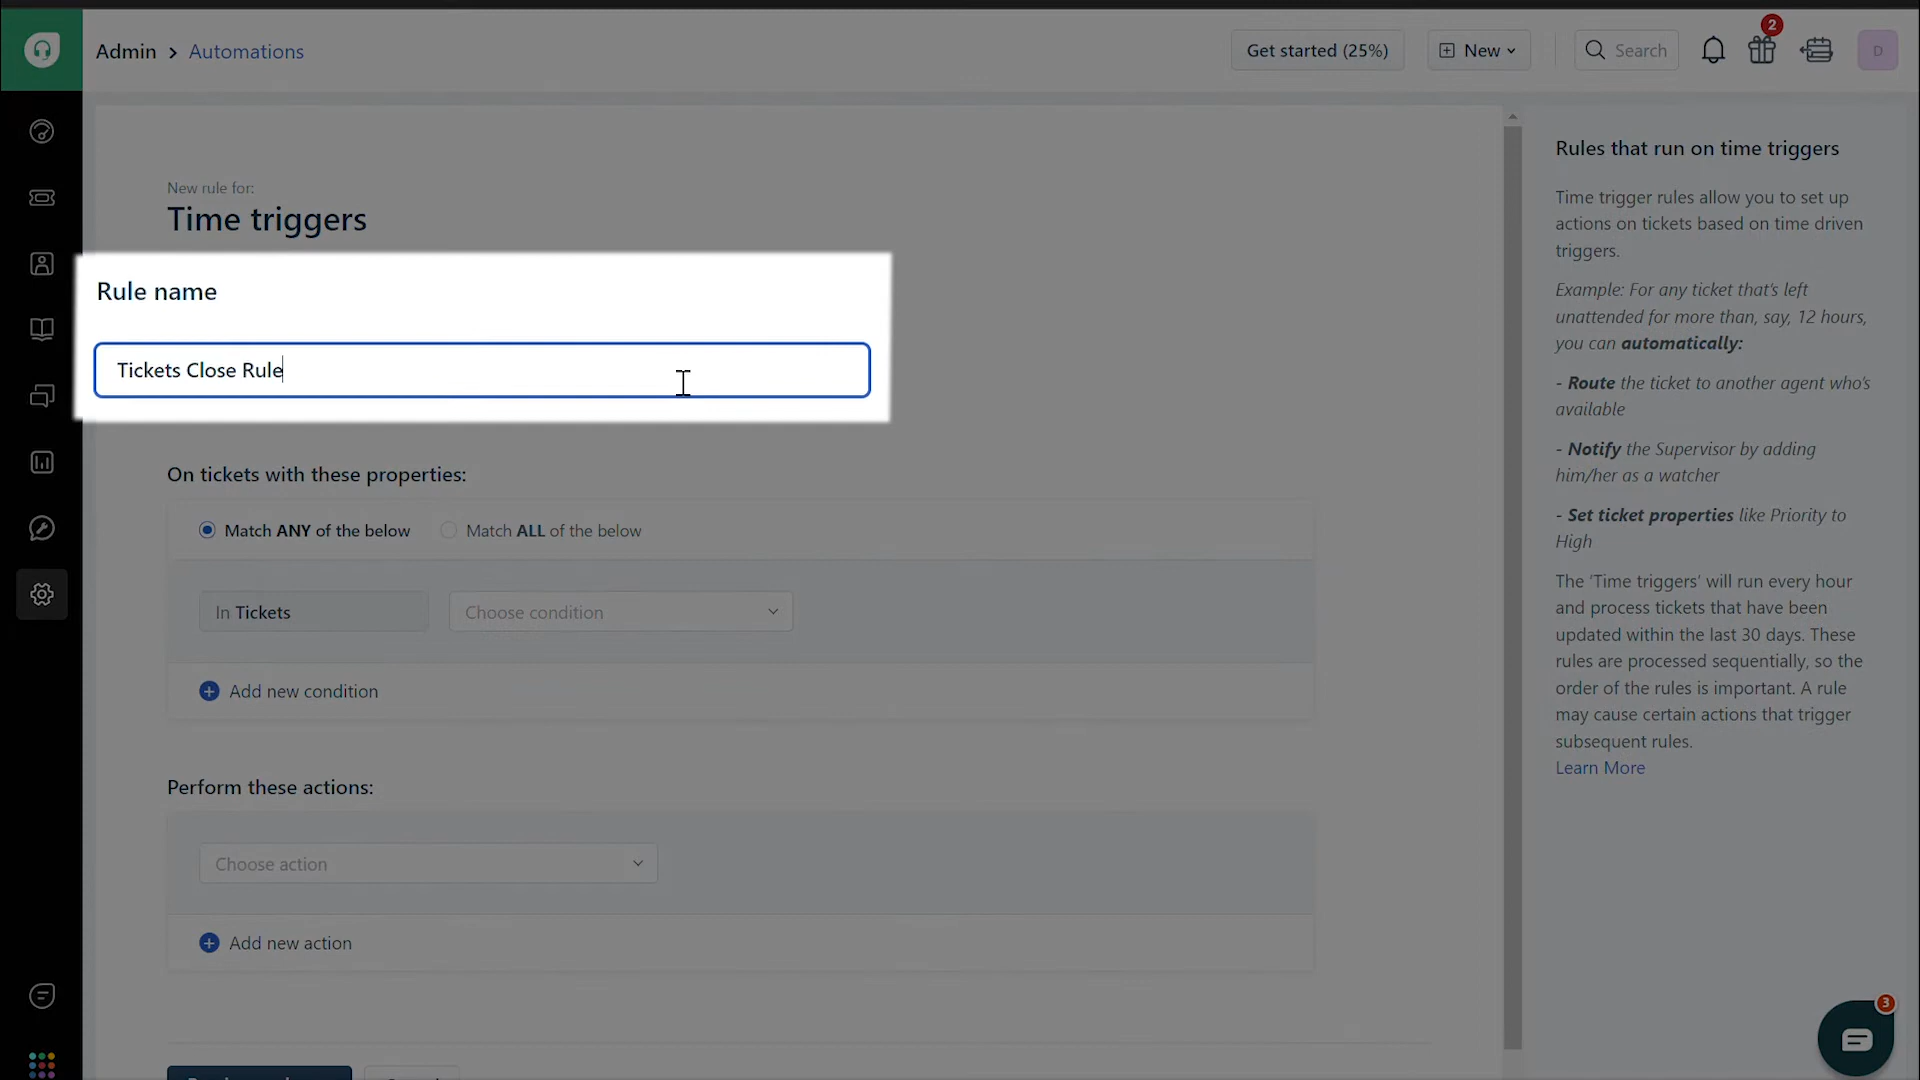 Admin > Automations
Get started (25%)
New
Search
2
D
New rule for:
Time triggers
Rule name
Tickets Close Rule
On tickets with these properties:
Match ANY of the below
Match ALL of the below
In Tickets
Choose condition
Add new condition
Perform these actions:
Choose action
Add new action
Rules that run on time triggers
Time trigger rules allow you to set up
actions on tickets based on time driven
triggers.
Example: For any ticket that's left
unattended for more than, say, 12 hours,
you can automatically:
- Route the ticket to another agent who's
available
- Notify the Supervisor by adding
him/her as a watcher
- Set ticket properties like Priority to
High
The 'Time triggers' will run every hour
and process tickets that have been
updated within the last 30 days. These
rules are processed sequentially, so the
order of the rules is important. A rule
may cause certain actions that trigger
subsequent rules.
Learn More
3